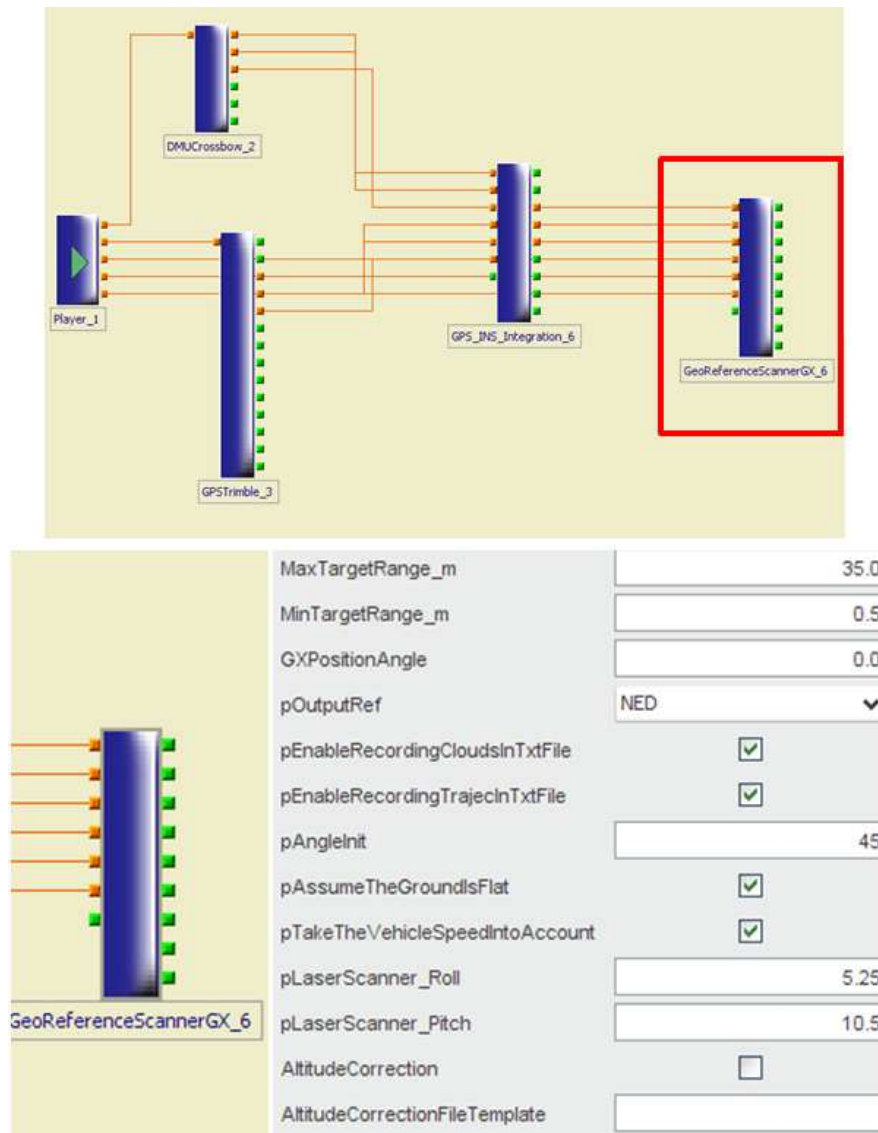 DMUCrossbow_2
Player_1
GPS_INS_Integration_6
GeoReferenceScannerGX_6
GPSTrimble_3
MaxTargetRange_m 35.0
MinTargetRange_m 0.5
GXPositionAngle 0.0
pOutputRef NED
pEnableRecordingCloudsInTxtFile
pEnableRecordingTrajecInTxtFile
pAngleInit 45
pAssumeTheGroundIsFlat
pTakeTheVehicleSpeedIntoAccount
pLaserScanner_Roll 5.25
GeoReferenceScannerGX_6
pLaserScanner_Pitch 10.5
AltitudeCorrection
AltitudeCorrectionFileTemplate